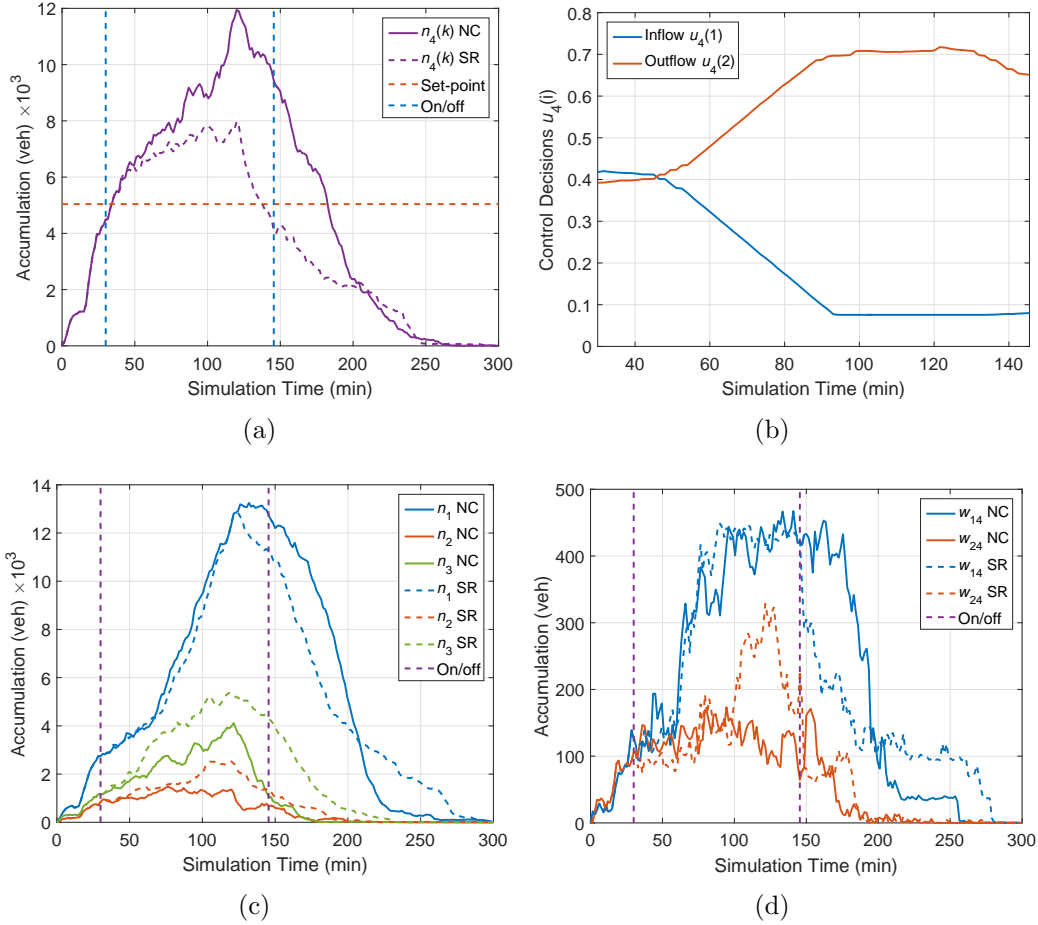 12
10
8
6
4
2
0
Accumulation (veh) ×10³
0 50 100 150 200 250 300
Simulation Time (min)
n₄(k) NC
n₄(k) SR
Set-point
On/off
(a)
0.8
0.7
0.6
0.5
0.4
0.3
0.2
0.1
0
Control Decisions u₄(i)
40 60 80 100 120 140
Simulation Time (min)
Inflow u₄(1)
Outflow u₄(2)
(b)
14
12
10
8
6
4
2
0
Accumulation (veh) ×10³
0 50 100 150 200 250 300
Simulation Time (min)
n₁ NC
n₂ NC
n₃ NC
n₁ SR
n₂ SR
n₃ SR
On/off
(c)
500
400
300
200
100
0
Accumulation (veh)
0 50 100 150 200 250 300
Simulation Time (min)
w₁₄ NC
w₂₄ NC
w₁₄ SR
w₂₄ SR
On/off
(d)